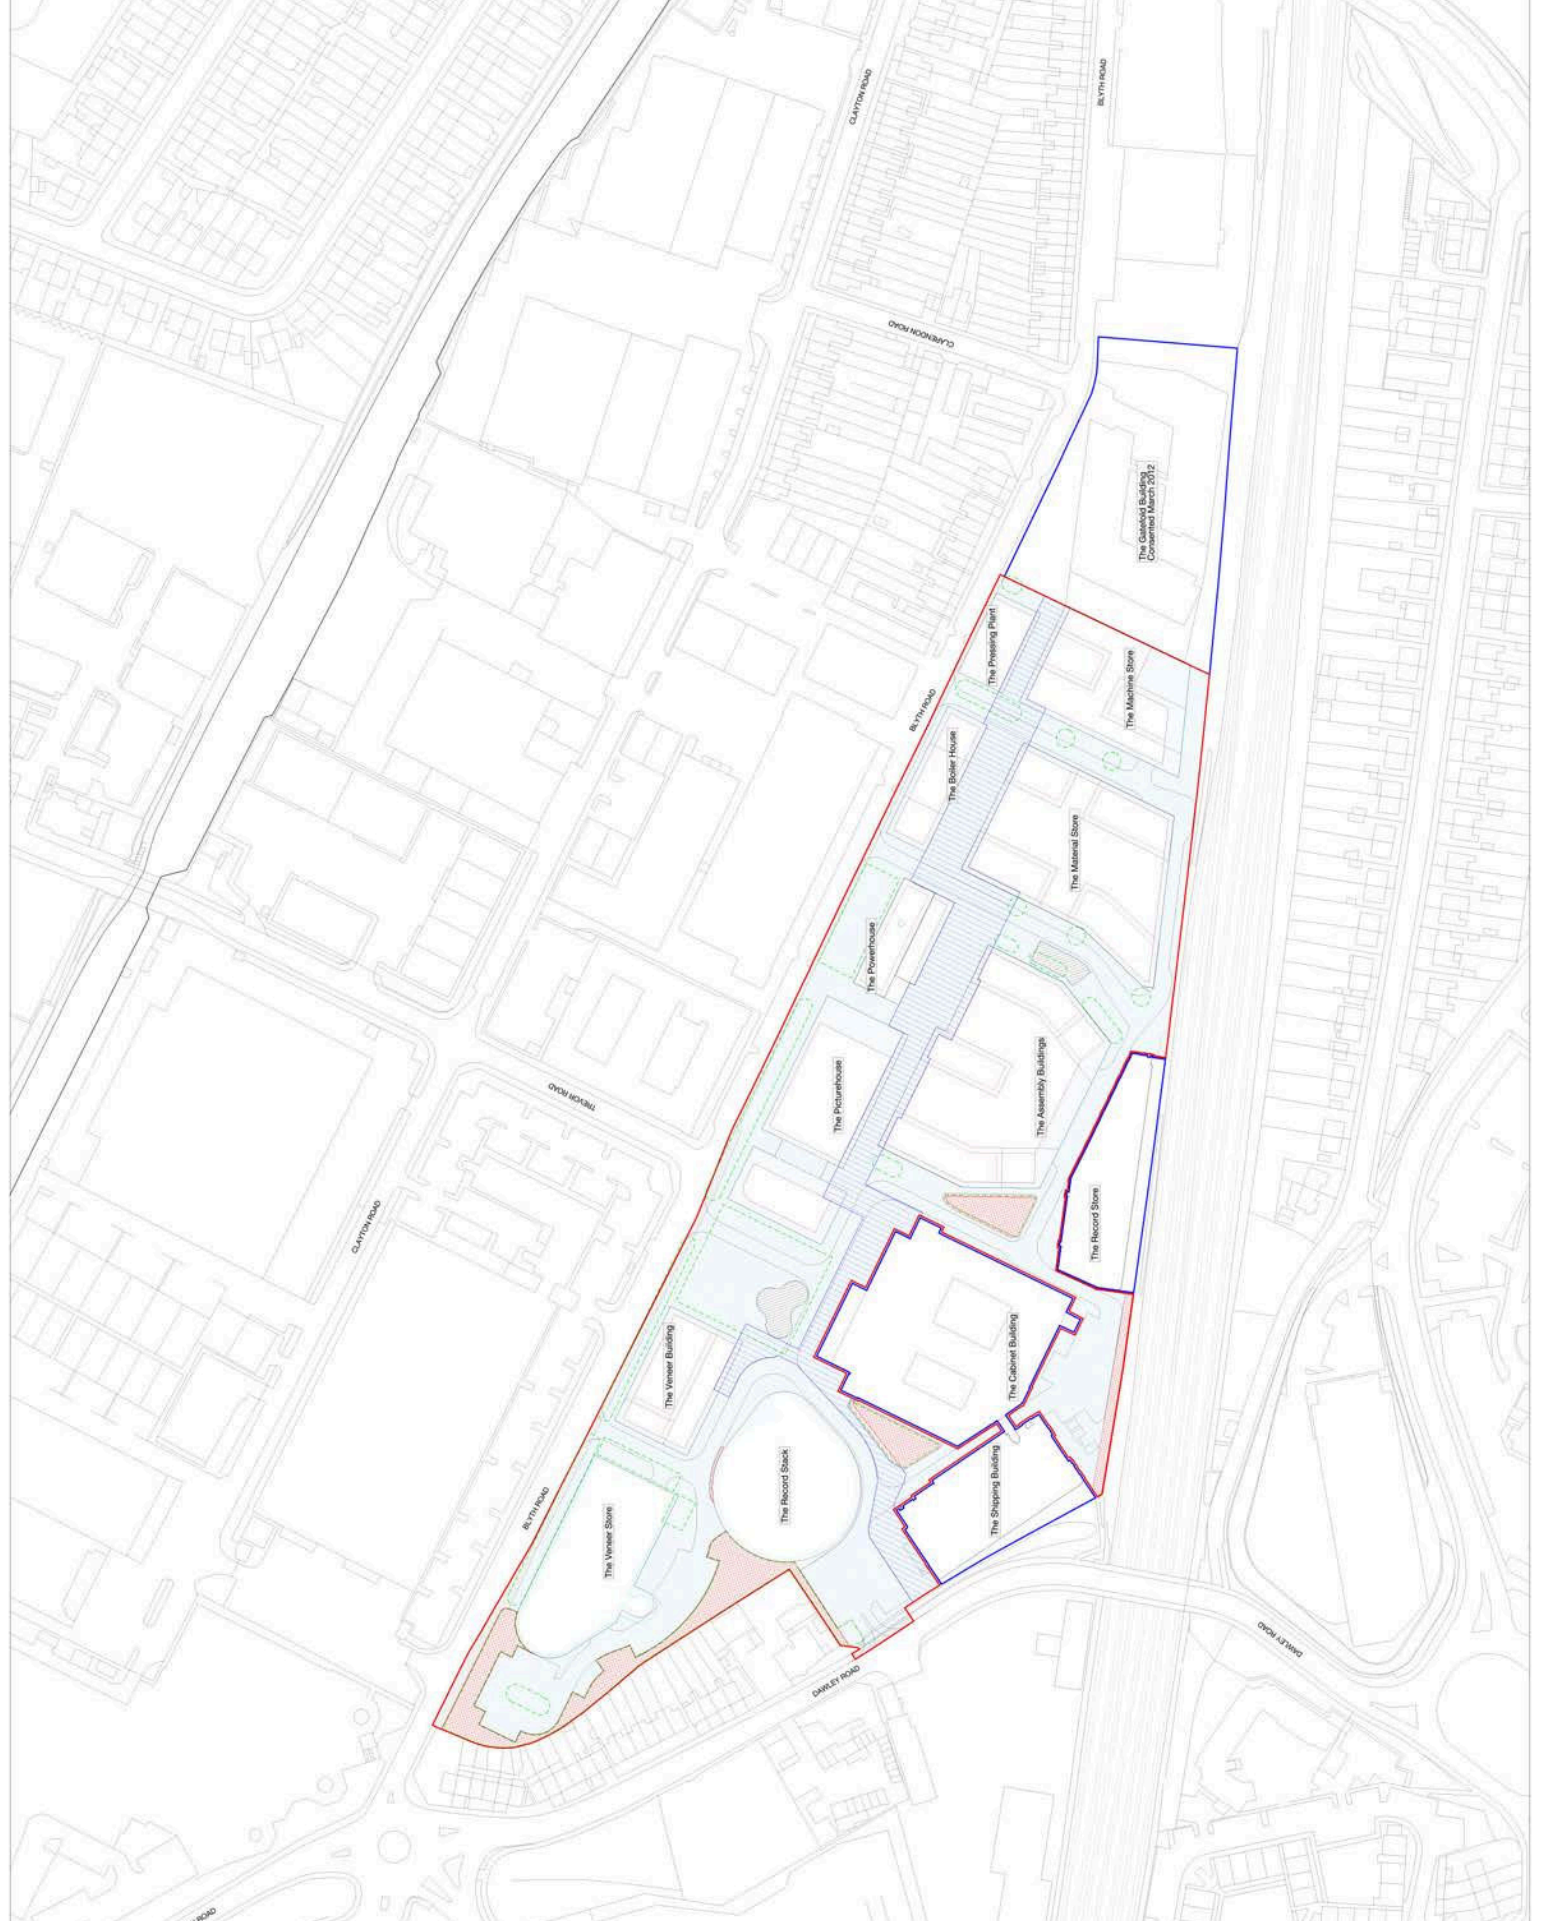 CLAYTON ROAD
BLYTH ROAD
CLARENDON ROAD
The Gatefold Building
Consented March 2012
The Pressing Plant
The Machine Store
BLYTH ROAD
The Boiler House
The Material Store
The Powerhouse
The Picturehouse
The Assembly Buildings
TREVOR ROAD
CLAYTON ROAD
The Record Store
The Veneer Building
The Cabinet Building
The Record Stack
The Shipping Building
BLYTH ROAD
The Veneer Store
DAWLEY ROAD
DAWLEY ROAD
ROAD